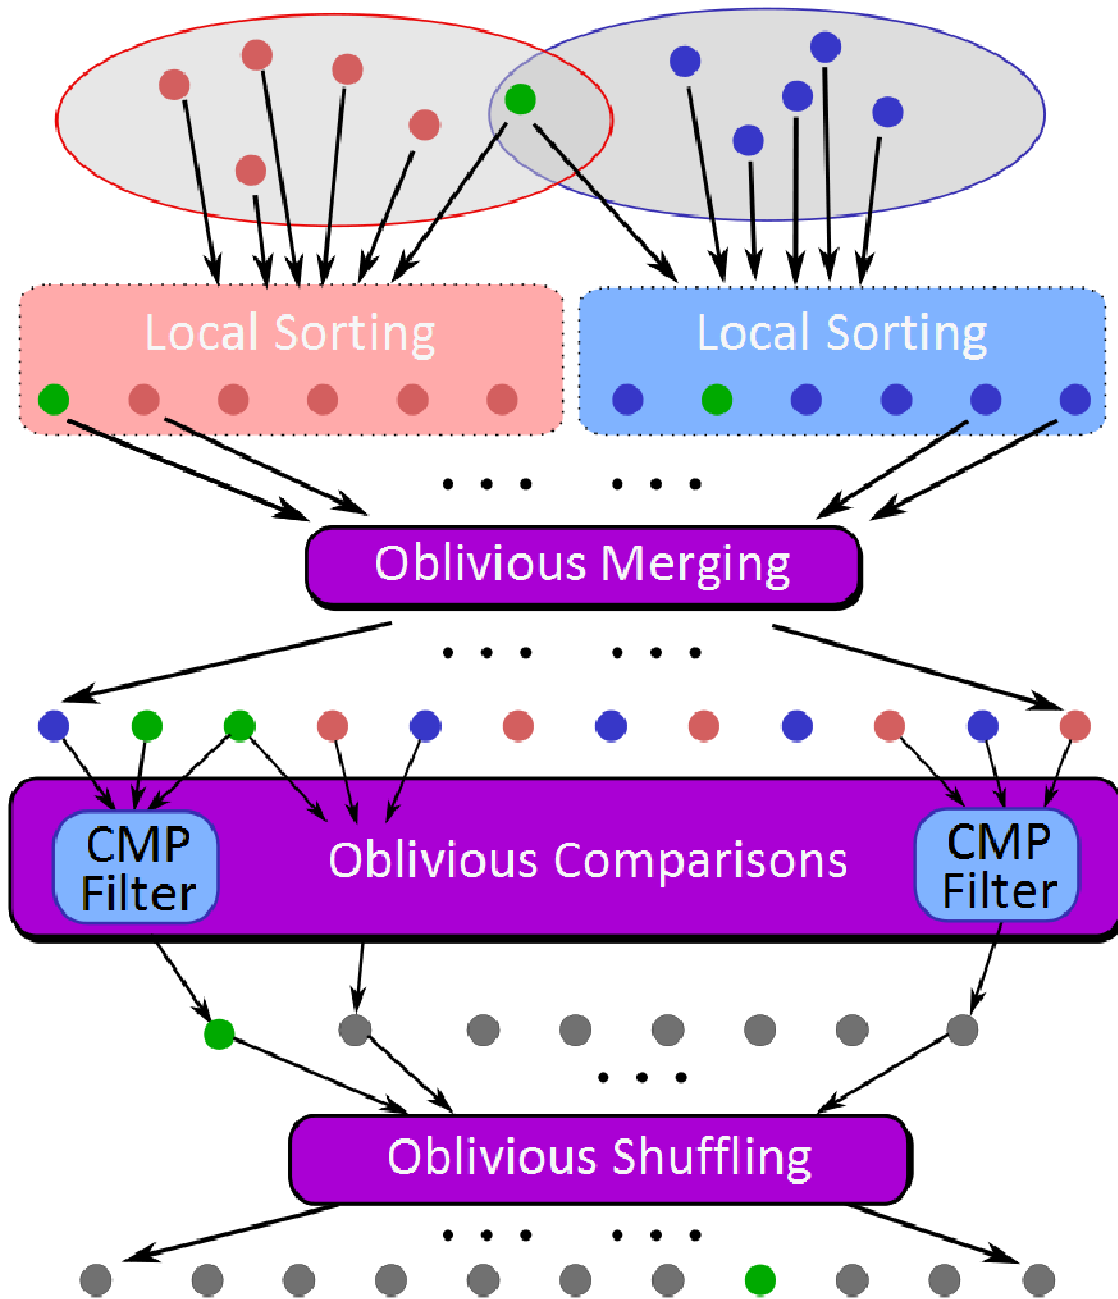 Local Sorting
Local Sorting
Oblivious Merging
CMP
Filter
Oblivious Comparisons
CMP
Filter
Oblivious Shuffling